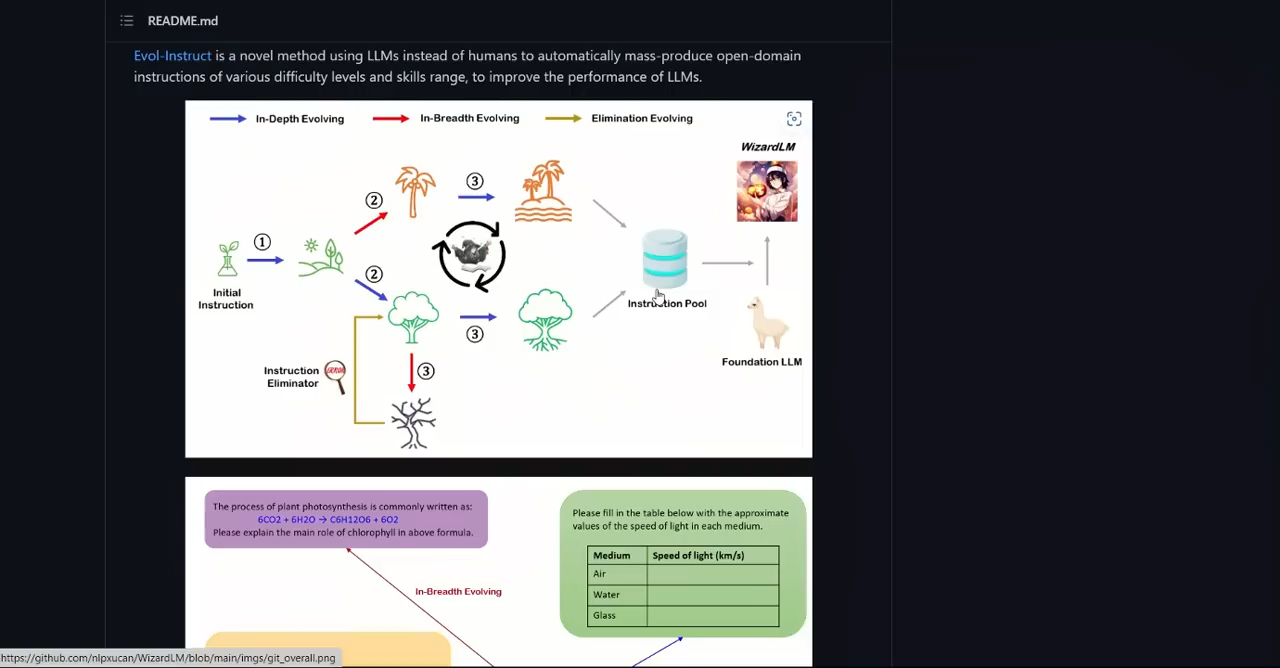 README.md
Evol-Instruct is a novel method using LLMs instead of humans to automatically mass-produce open-domain
instructions of various difficulty levels and skills range, to improve the performance of LLMs.
In-Depth Evolving
In-Breadth Evolving
Elimination Evolving
WizardLM
①
②
③
②
③
③
Initial
Instruction
Instruction Pool
Foundation LLM
Instruction
Eliminator
ERROR
The process of plant photosynthesis is commonly written as:
6CO2 + 6H2O → C6H12O6 + 6O2
Please explain the main role of chlorophyll in above formula.
In-Breadth Evolving
Please fill in the table below with the approximate
values of the speed of light in each medium.
Medium Speed of light (km/s)
Air
Water
Glass
https://github.com/nlpxucan/WizardLM/blob/main/imgs/git_overall.png